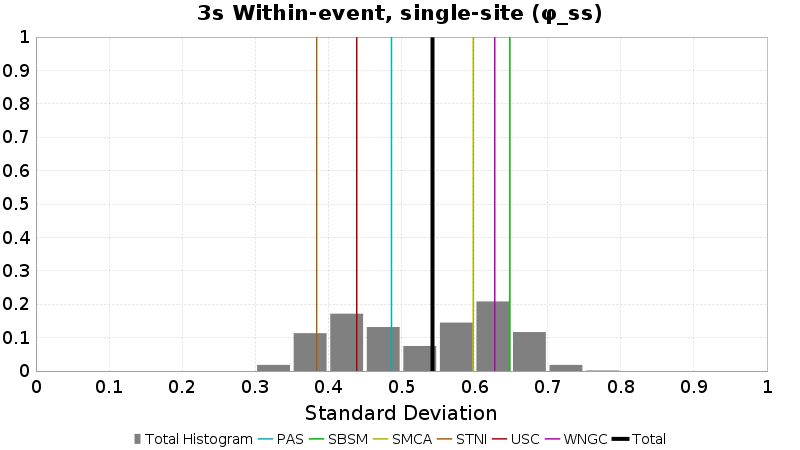 3s Within-event, single-site (φ_ss)
1
0.9
0.8
0.7
0.6
0.5
0.4
0.3
0.2
0.1
0
0 0.1 0.2 0.3 0.4 0.5 0.6 0.7 0.8 0.9 1
Standard Deviation
Total Histogram PAS SBSM SMCA STNI USC WNGC Total